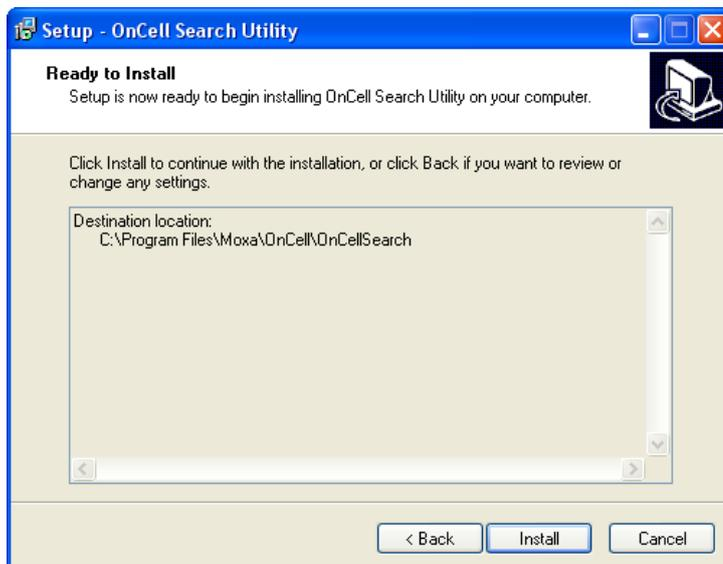 Setup - OnCell Search Utility
Ready to Install
Setup is now ready to begin installing OnCell Search Utility on your computer.
Click Install to continue with the installation, or click Back if you want to review or
change any settings.
Destination location:
C:\Program Files\Moxa\OnCell\OnCellSearch
< Back
Install
Cancel